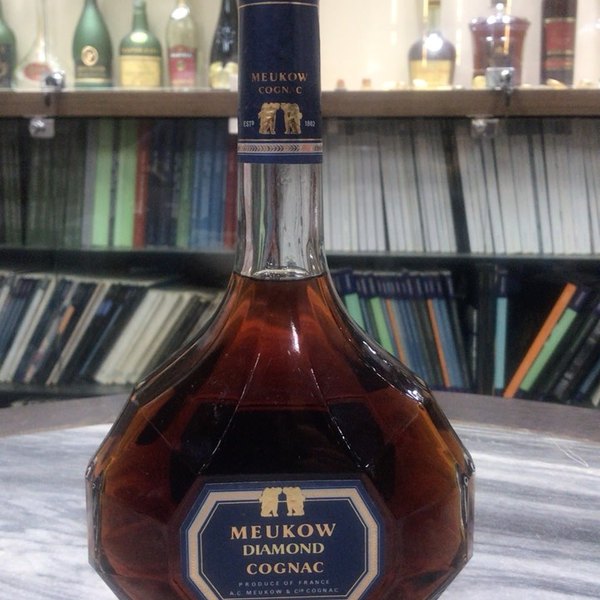 MEUKOW
COGNAC
ESTD 1862
MEUKOW
DIAMOND
COGNAC
PRODUCE OF FRANCE
A.C. MEUKOW & CIE COGNAC